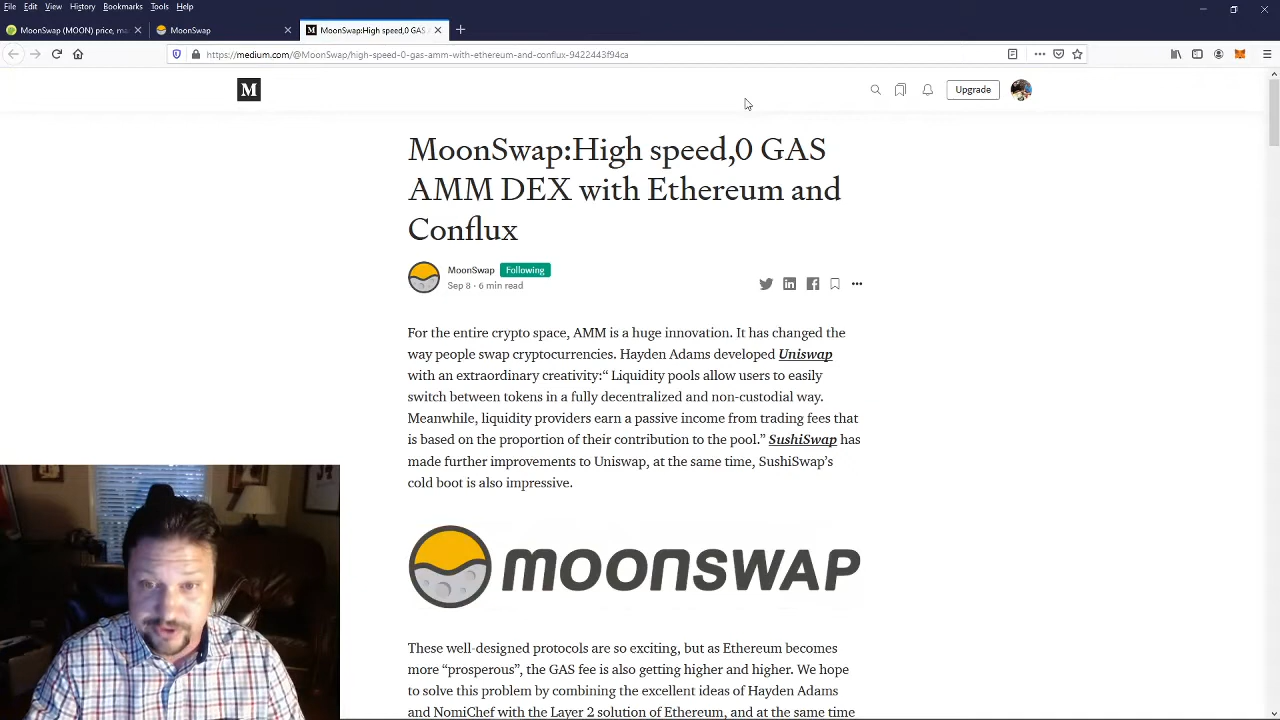 File Edit View History Bookmarks Tools Help
MoonSwap (MOON) price, ma
MoonSwap
MoonSwap:High speed,0 GAS
https://medium.com/@MoonSwap/high-speed-0-gas-amm-with-ethereum-and-conflux-9422443f94ca
M
Upgrade
MoonSwap:High speed,0 GAS
AMM DEX with Ethereum and
Conflux
MoonSwap Following
Sep 8 · 6 min read
For the entire crypto space, AMM is a huge innovation. It has changed the
way people swap cryptocurrencies. Hayden Adams developed Uniswap
with an extraordinary creativity:“ Liquidity pools allow users to easily
switch between tokens in a fully decentralized and non-custodial way.
Meanwhile, liquidity providers earn a passive income from trading fees that
is based on the proportion of their contribution to the pool.” SushiSwap has
made further improvements to Uniswap, at the same time, SushiSwap’s
cold boot is also impressive.
MOONSWAP
These well-designed protocols are so exciting, but as Ethereum becomes
more “prosperous”, the GAS fee is also getting higher and higher. We hope
to solve this problem by combining the excellent ideas of Hayden Adams
and NomiChef with the Layer 2 solution of Ethereum, and at the same time